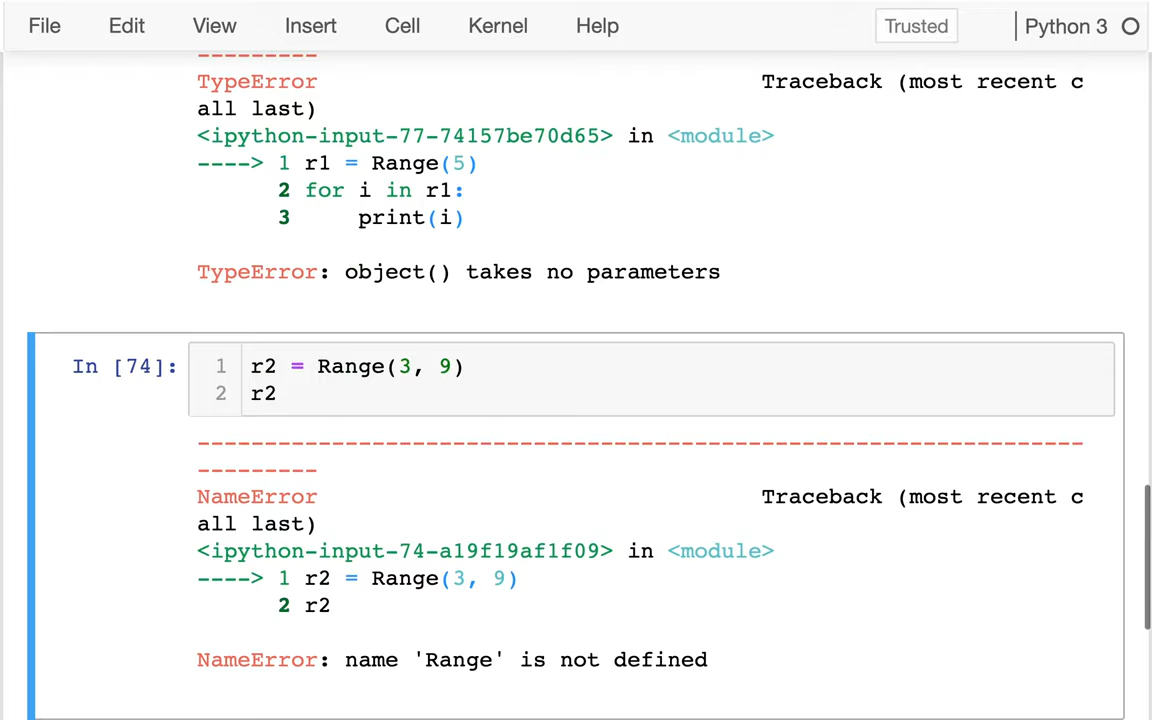 File Edit View Insert Cell Kernel Help Trusted Python 3
---------
TypeError Traceback (most recent c
all last)
<ipython-input-77-74157be70d65> in <module>
----> 1 r1 = Range(5)
2 for i in r1:
3 print(i)
TypeError: object() takes no parameters
In [74]: 1 r2 = Range(3, 9)
2 r2
------------------------------------------------------------------
---------
NameError Traceback (most recent c
all last)
<ipython-input-74-a19f19af1f09> in <module>
----> 1 r2 = Range(3, 9)
2 r2
NameError: name 'Range' is not defined